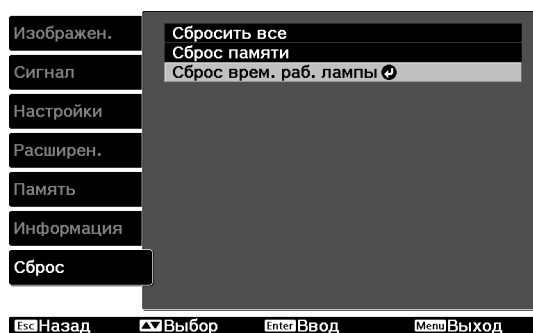 Изображен.
Сигнал
Настройки
Расширен.
Память
Информация
Сброс
Сбросить все
Сброс памяти
Сброс врем. раб. лампы
Esc Назад Выбор Enter Ввод Menu Выход